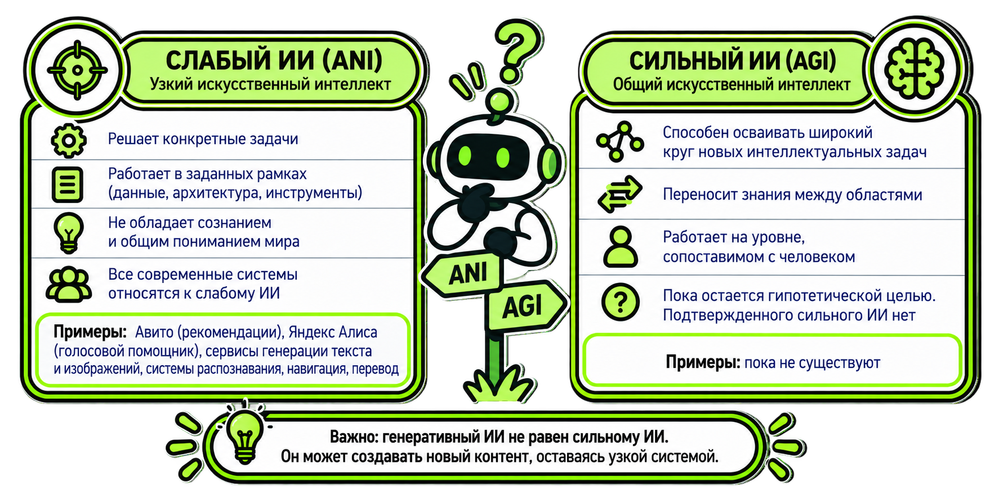 СЛАБЫЙ ИИ (ANI)
Узкий искусственный интеллект
Решает конкретные задачи
Работает в заданных рамках
(данные, архитектура, инструменты)
Не обладает сознанием
и общим пониманием мира
Все современные системы
относятся к слабому ИИ
Примеры: Авито (рекомендации), Яндекс Алиса
(голосовой помощник), сервисы генерации текста
и изображений, системы распознавания, навигация, перевод
?
ANI
AGI
СИЛЬНЫЙ ИИ (AGI)
Общий искусственный интеллект
Способен осваивать широкий
круг новых интеллектуальных задач
Переносит знания между областями
Работает на уровне,
сопоставимом с человеком
?
Пока остается гипотетической целью.
Подтвержденного сильного ИИ нет
Примеры: пока не существуют
Важно: генеративный ИИ не равен сильному ИИ.
Он может создавать новый контент, оставаясь узкой системой.